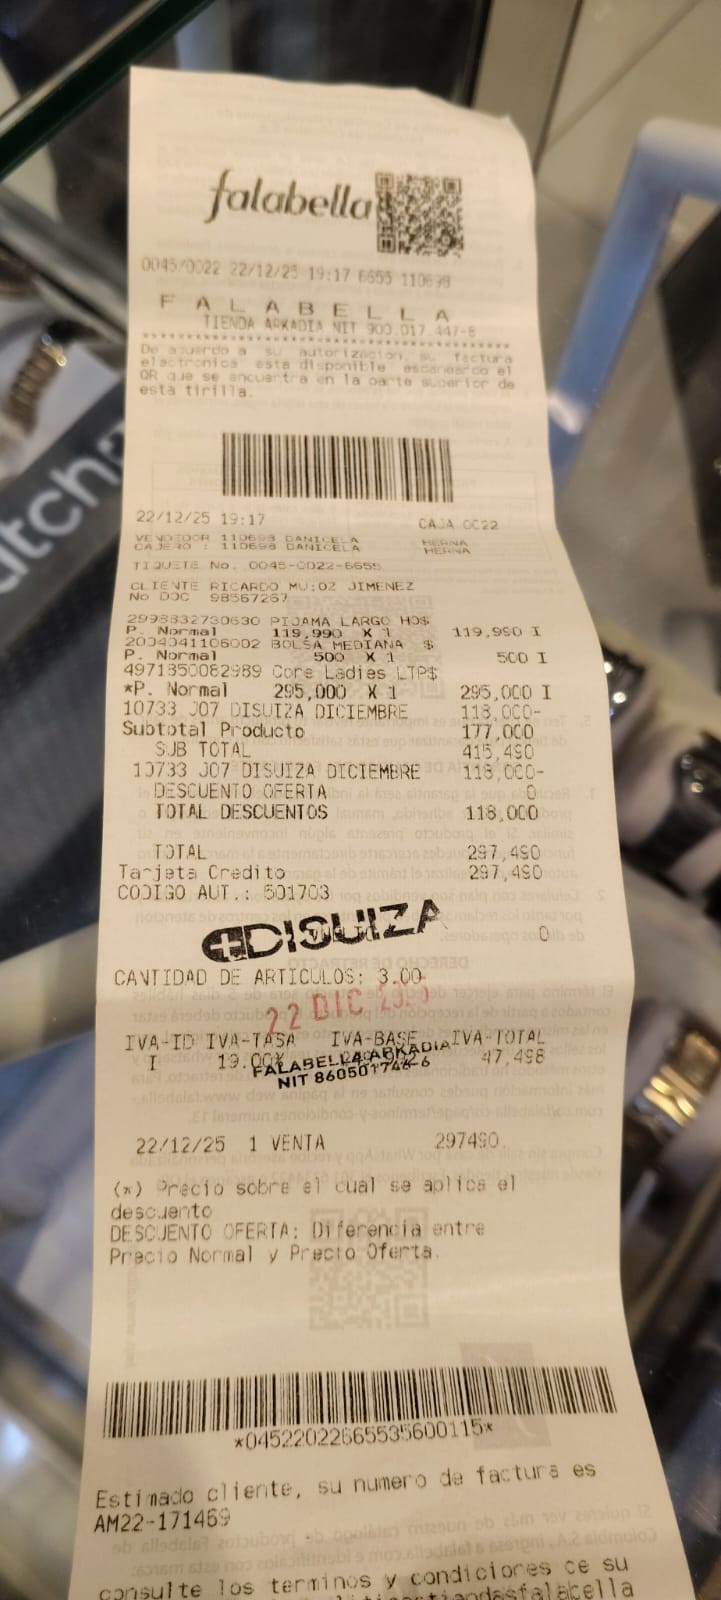 falabella
0045/0022 22/12/25 19:17 6655 110698
FALABELLA
TIENDA ARKADIA NIT 900.017.447-8
De acuerdo a su autorizacion, su factura
electronica esta disponible escaneando el
QR que se encuentra en la parte superior de
esta tirilla.
22/12/25 19:17 CAJA 0C22
VENDEDOR 110698 DANICELA HERNA
CAJERO : 110698 DANICELA HERNA
TIQUETE No. 0045-0022-6655
CLIENTE RICARDO MU:OZ JIMENEZ
No DOC 98567267
2998832730630 PIJAMA LARGO HO$
P. Normal 119,990 X 1 119,990 I
2004041106002 BOLSA MEDIANA $
P. Normal 500 X 1 500 I
4971850082989 Core Ladies LTP$
*P. Normal 295,000 X 1 295,000 I
10733 J07 DISUIZA DICIEMBRE 118,000-
Subtotal Producto 177,000
SUB TOTAL 415,490
10733 J07 DISUIZA DICIEMBRE 118,000-
DESCUENTO OFERTA 0
TOTAL DESCUENTOS 118,000
TOTAL 297,490
Tarjeta Credito 297,490
CODIGO AUT.: 501703
DISUIZA
0
CANTIDAD DE ARTICULOS: 3.00
22 DIC
IVA-ID IVA-TASA IVA-BASE IVA-TOTAL
I 19.00% 47,498
FALABELLA ARKADIA
NIT 860501744-6
22/12/25 1 VENTA 297490
(*) Precio sobre el cual se aplica el
descuento
DESCUENTO OFERTA: Diferencia entre
Precio Normal y Precio Oferta.
*04522022665535600115*
Estimado cliente, su numero de factura es
AM22-171469
consulte los terminos y condiciones de su